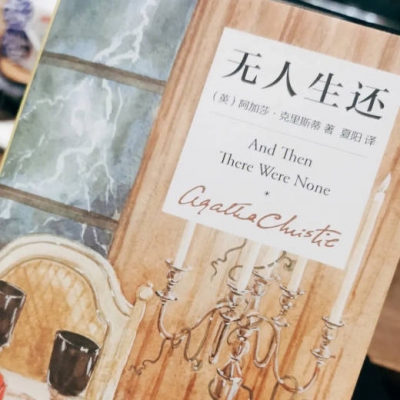 无人生还
（英）阿加莎·克里斯蒂 著 夏阳 译
And Then
There Were None
Agatha Christie